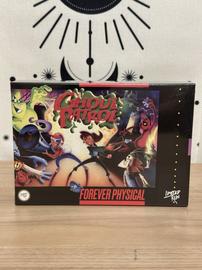 GHOUL
PATROL
FOREVER PHYSICAL
LIMITED
RUN